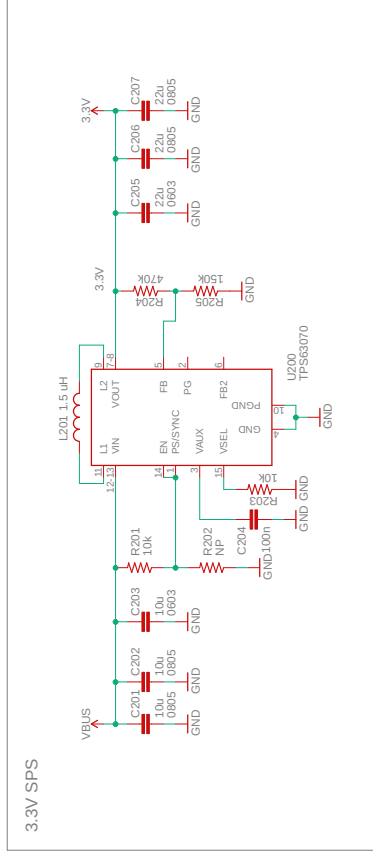 3.3V SPS
VBUS
C201
10u
0805
GND
C202
10u
0805
GND
C203
10u
0603
GND
R201
10k
R202
NP
GND
C204
100n
GND
R203
10k
GND
L201 1.5 uH
11
L1
12-13
VIN
14
EN
1
PS/SYNC
3
VAUX
15
VSEL
9
L2
7-8
VOUT
5
FB
2
PG
6
FB2
4
GND
10
PGND
GND
U200
TPS63070
3.3V
R204
470k
R205
150k
GND
C205
22u
0603
GND
C206
22u
0805
GND
C207
22u
0805
GND
3.3V